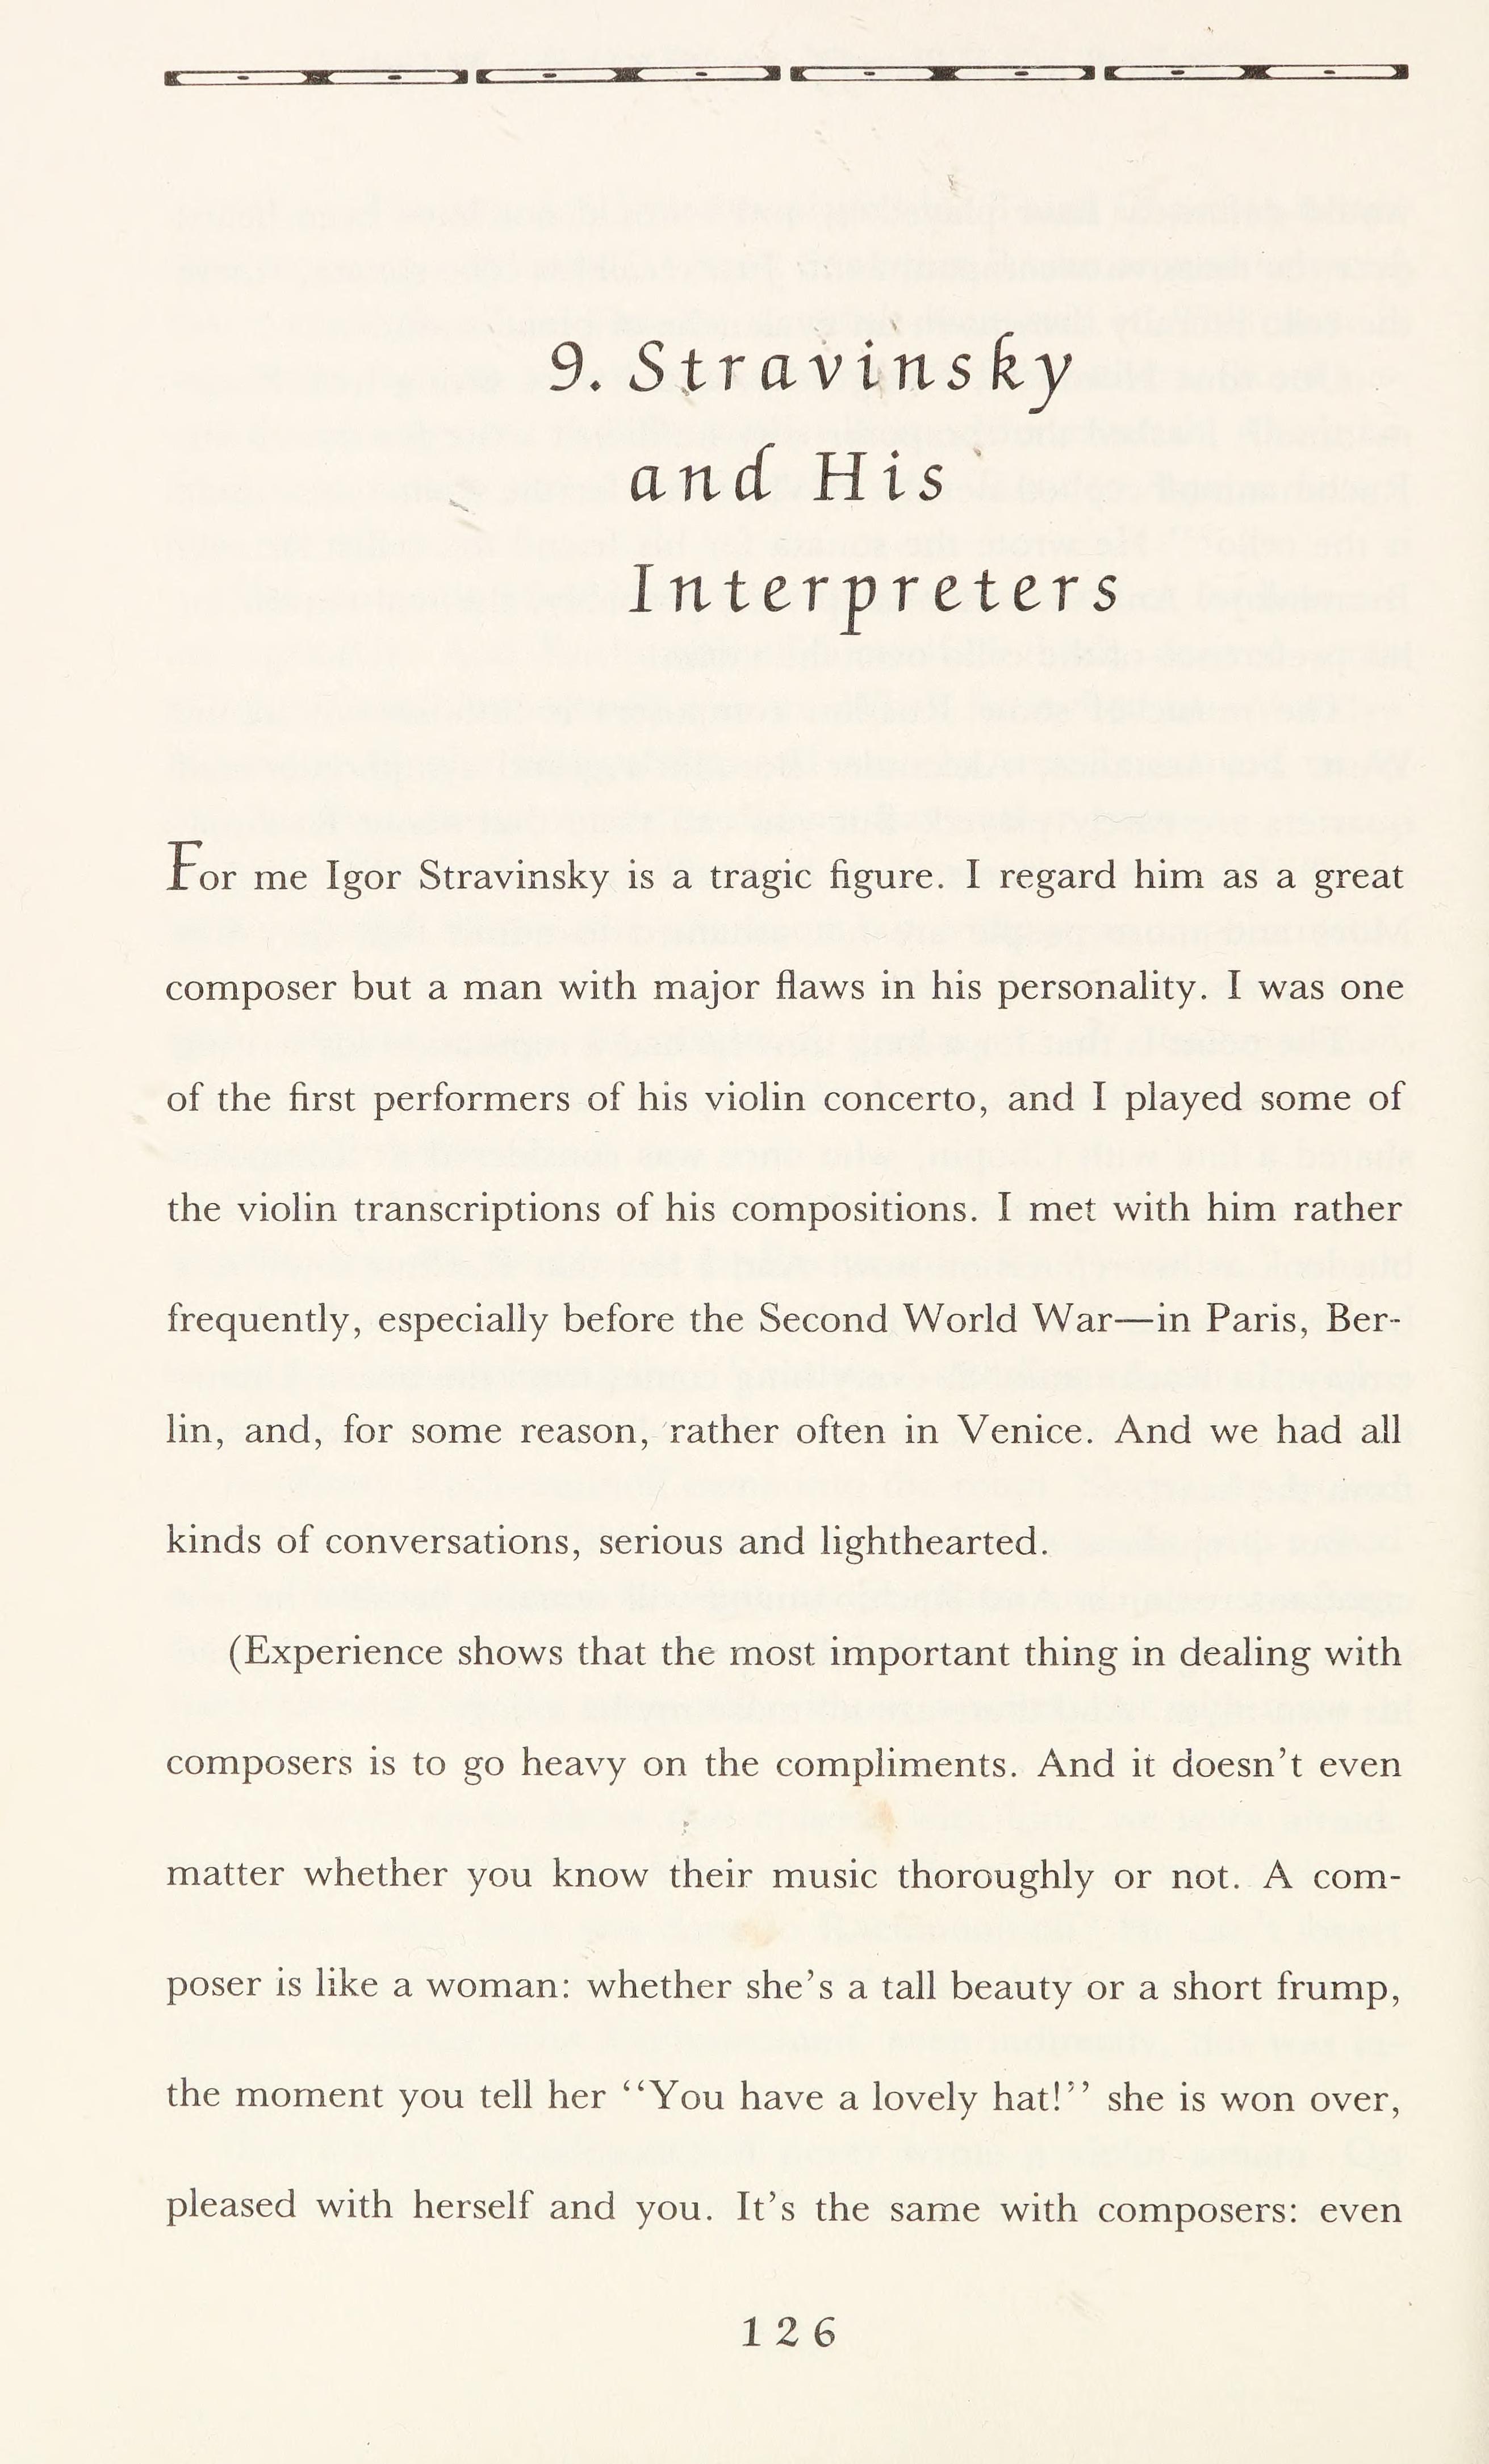 9. Stravinsky
and His
Interpreters
For me Igor Stravinsky is a tragic figure. I regard him as a great
composer but a man with major flaws in his personality. I was one
of the first performers of his violin concerto, and I played some of
the violin transcriptions of his compositions. I met with him rather
frequently, especially before the Second World War—in Paris, Ber-
lin, and, for some reason, rather often in Venice. And we had all
kinds of conversations, serious and lighthearted.
(Experience shows that the most important thing in dealing with
composers is to go heavy on the compliments. And it doesn’t even
matter whether you know their music thoroughly or not. A com-
poser is like a woman: whether she’s a tall beauty or a short frump,
the moment you tell her “You have a lovely hat!” she is won over,
pleased with herself and you. It’s the same with composers: even
126